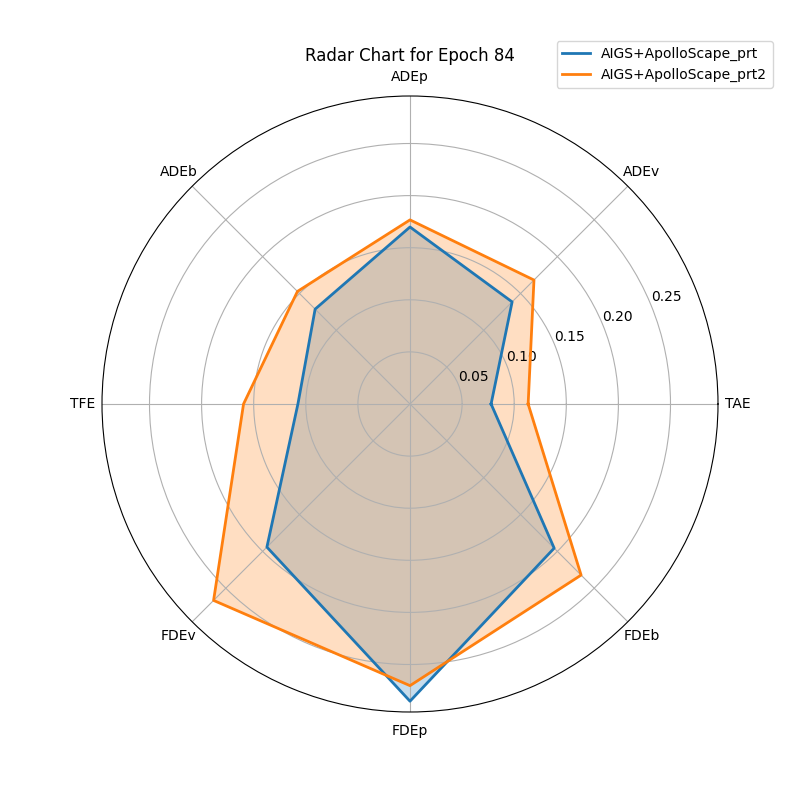 Radar Chart for Epoch 84
AIGS+ApolloScape_prt
AIGS+ApolloScape_prt2
ADEp
ADEb
ADEv
0.25
0.20
0.15
0.10
0.05
TFE
TAE
FDEv
FDEb
FDEp